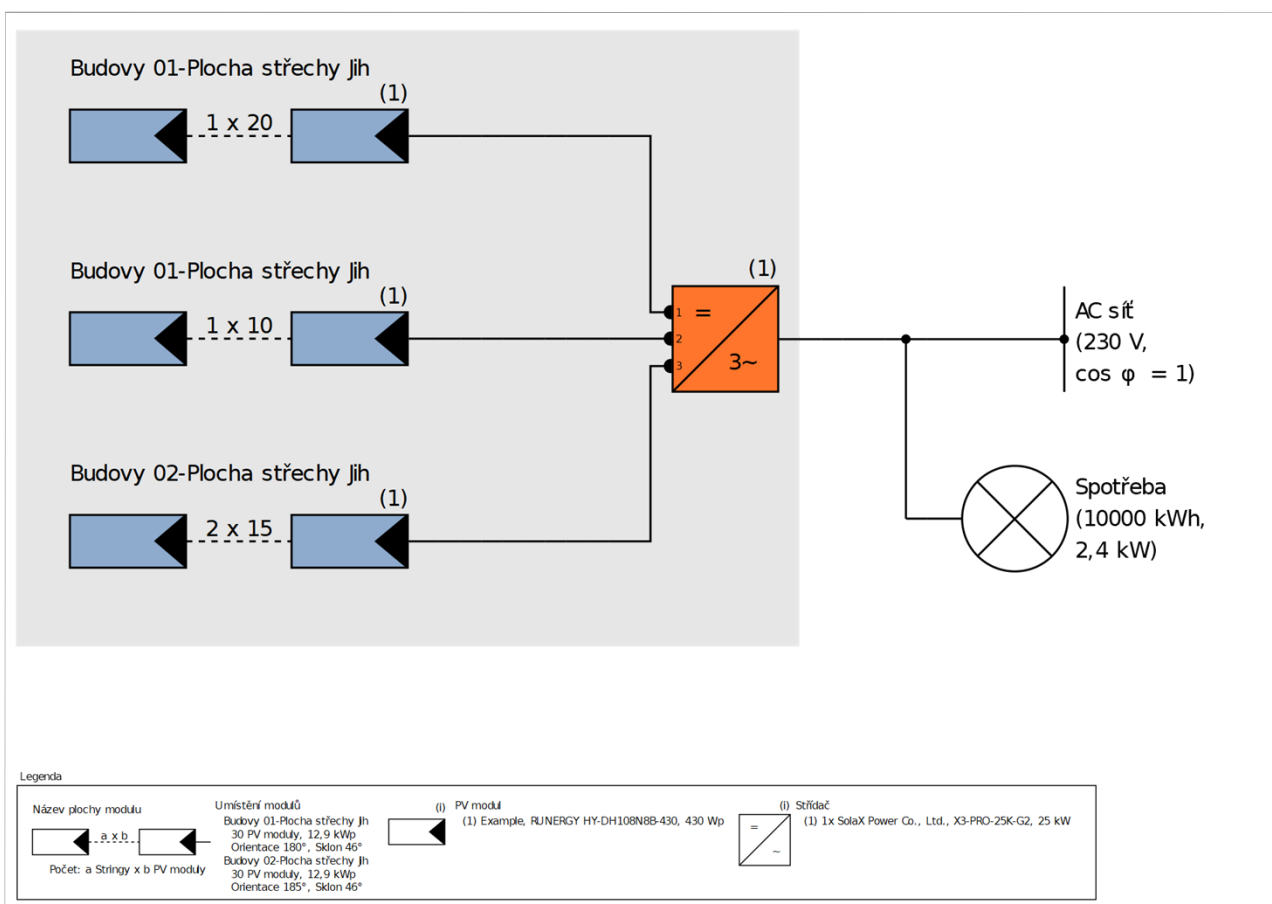 Budovy 01-Plocha střechy Jih
(1)
1 x 20
Budovy 01-Plocha střechy Jih
(1)
1 x 10
Budovy 02-Plocha střechy Jih
(1)
2 x 15
(1)
1
=
2
3
3~
AC síť
(230 V,
cos φ = 1)
Spotřeba
(10000 kWh,
2,4 kW)
Legenda
Název plochy modulu
a x b
Počet: a Stringy x b PV moduly
Umístění modulů
Budovy 01-Plocha střechy Jih
30 PV moduly, 12,9 kWp
Orientace 180°, Sklon 46°
Budovy 02-Plocha střechy Jih
30 PV moduly, 12,9 kWp
Orientace 185°, Sklon 46°
(i) PV modul
(1) Example, RUNERGY HY-DH108N8B-430, 430 Wp
(i) Střídač
=
~
(1) 1x SolaX Power Co., Ltd., X3-PRO-25K-G2, 25 kW